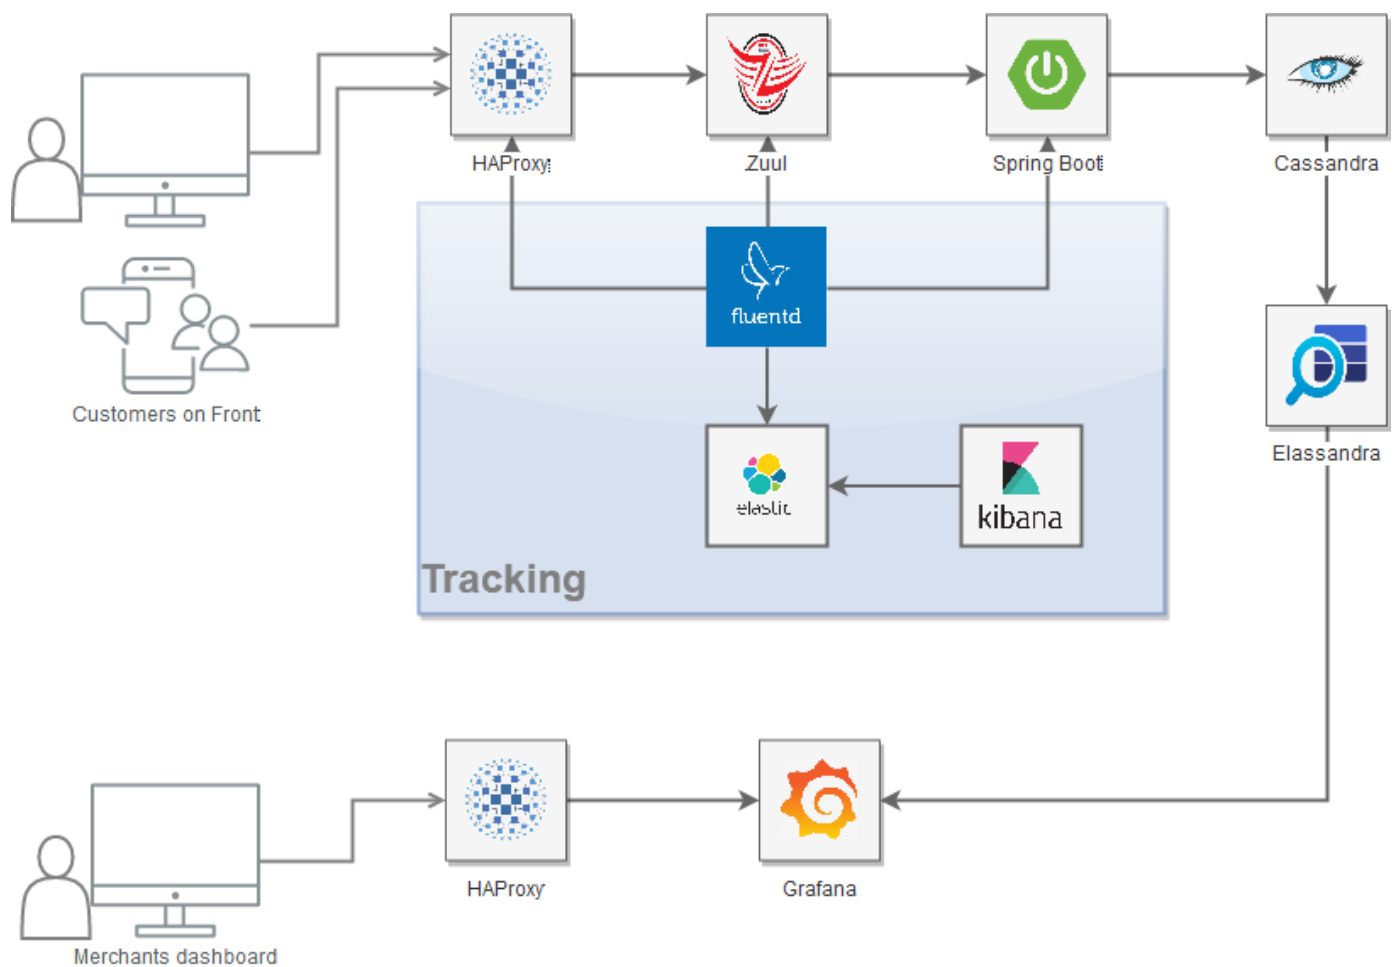 HAProxy
Zuul
Spring Boot
Cassandra
fluentd
Customers on Front
Elassandra
elastic
kibana
Tracking
HAProxy
Grafana
Merchants dashboard